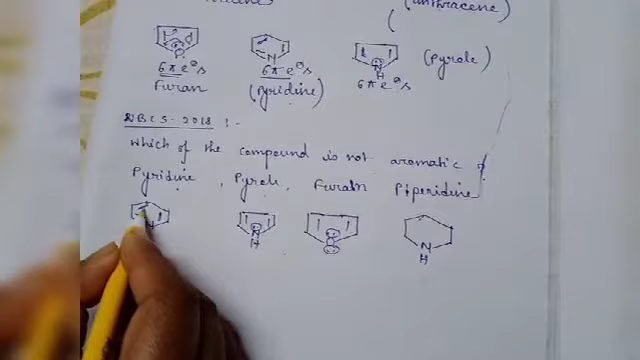 (anthracene)
6π e⊖s
6π e⊖s
6π e⊖s
(pyrole)
Furan
(pyridine)
NBCS-2018 :-
Which of the compound is not aromatic ?
Pyridine , Pyrole , Furan Piperidine
N
N
H
O
N
H